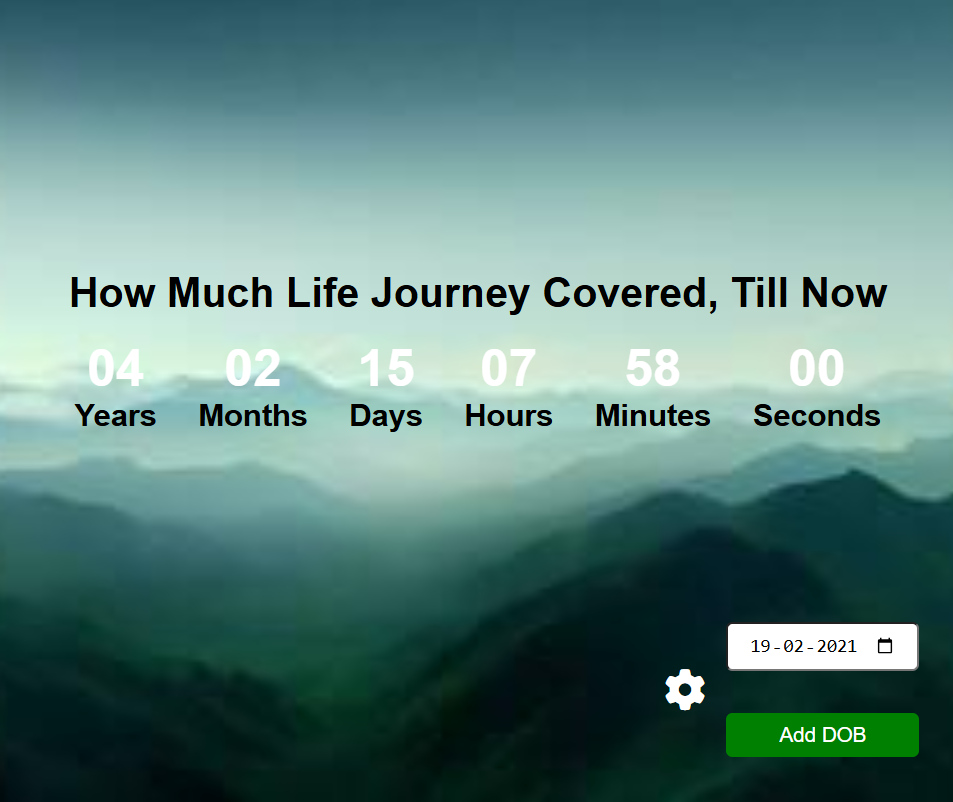 How Much Life Journey Covered, Till Now
04 02 15 07 58 00
Years Months Days Hours Minutes Seconds
19-02-2021
Add DOB